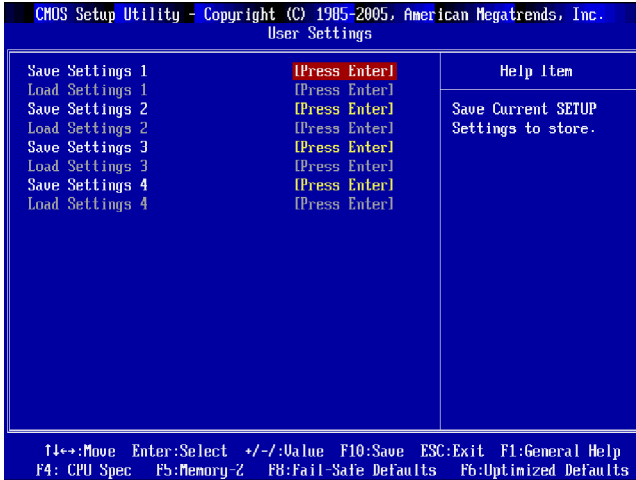 CMOS Setup Utility - Copyright (C) 1985-2005, American Megatrends, Inc.
User Settings
Save Settings 1 [Press Enter]
Load Settings 1 [Press Enter]
Save Settings 2 [Press Enter]
Load Settings 2 [Press Enter]
Save Settings 3 [Press Enter]
Load Settings 3 [Press Enter]
Save Settings 4 [Press Enter]
Load Settings 4 [Press Enter]
Help Item
Save Current SETUP
Settings to store.
↑↓←→:Move Enter:Select +/-/:Value F10:Save ESC:Exit F1:General Help
F4: CPU Spec F5:Memory-Z F8:Fail-Safe Defaults F6:Optimized Defaults